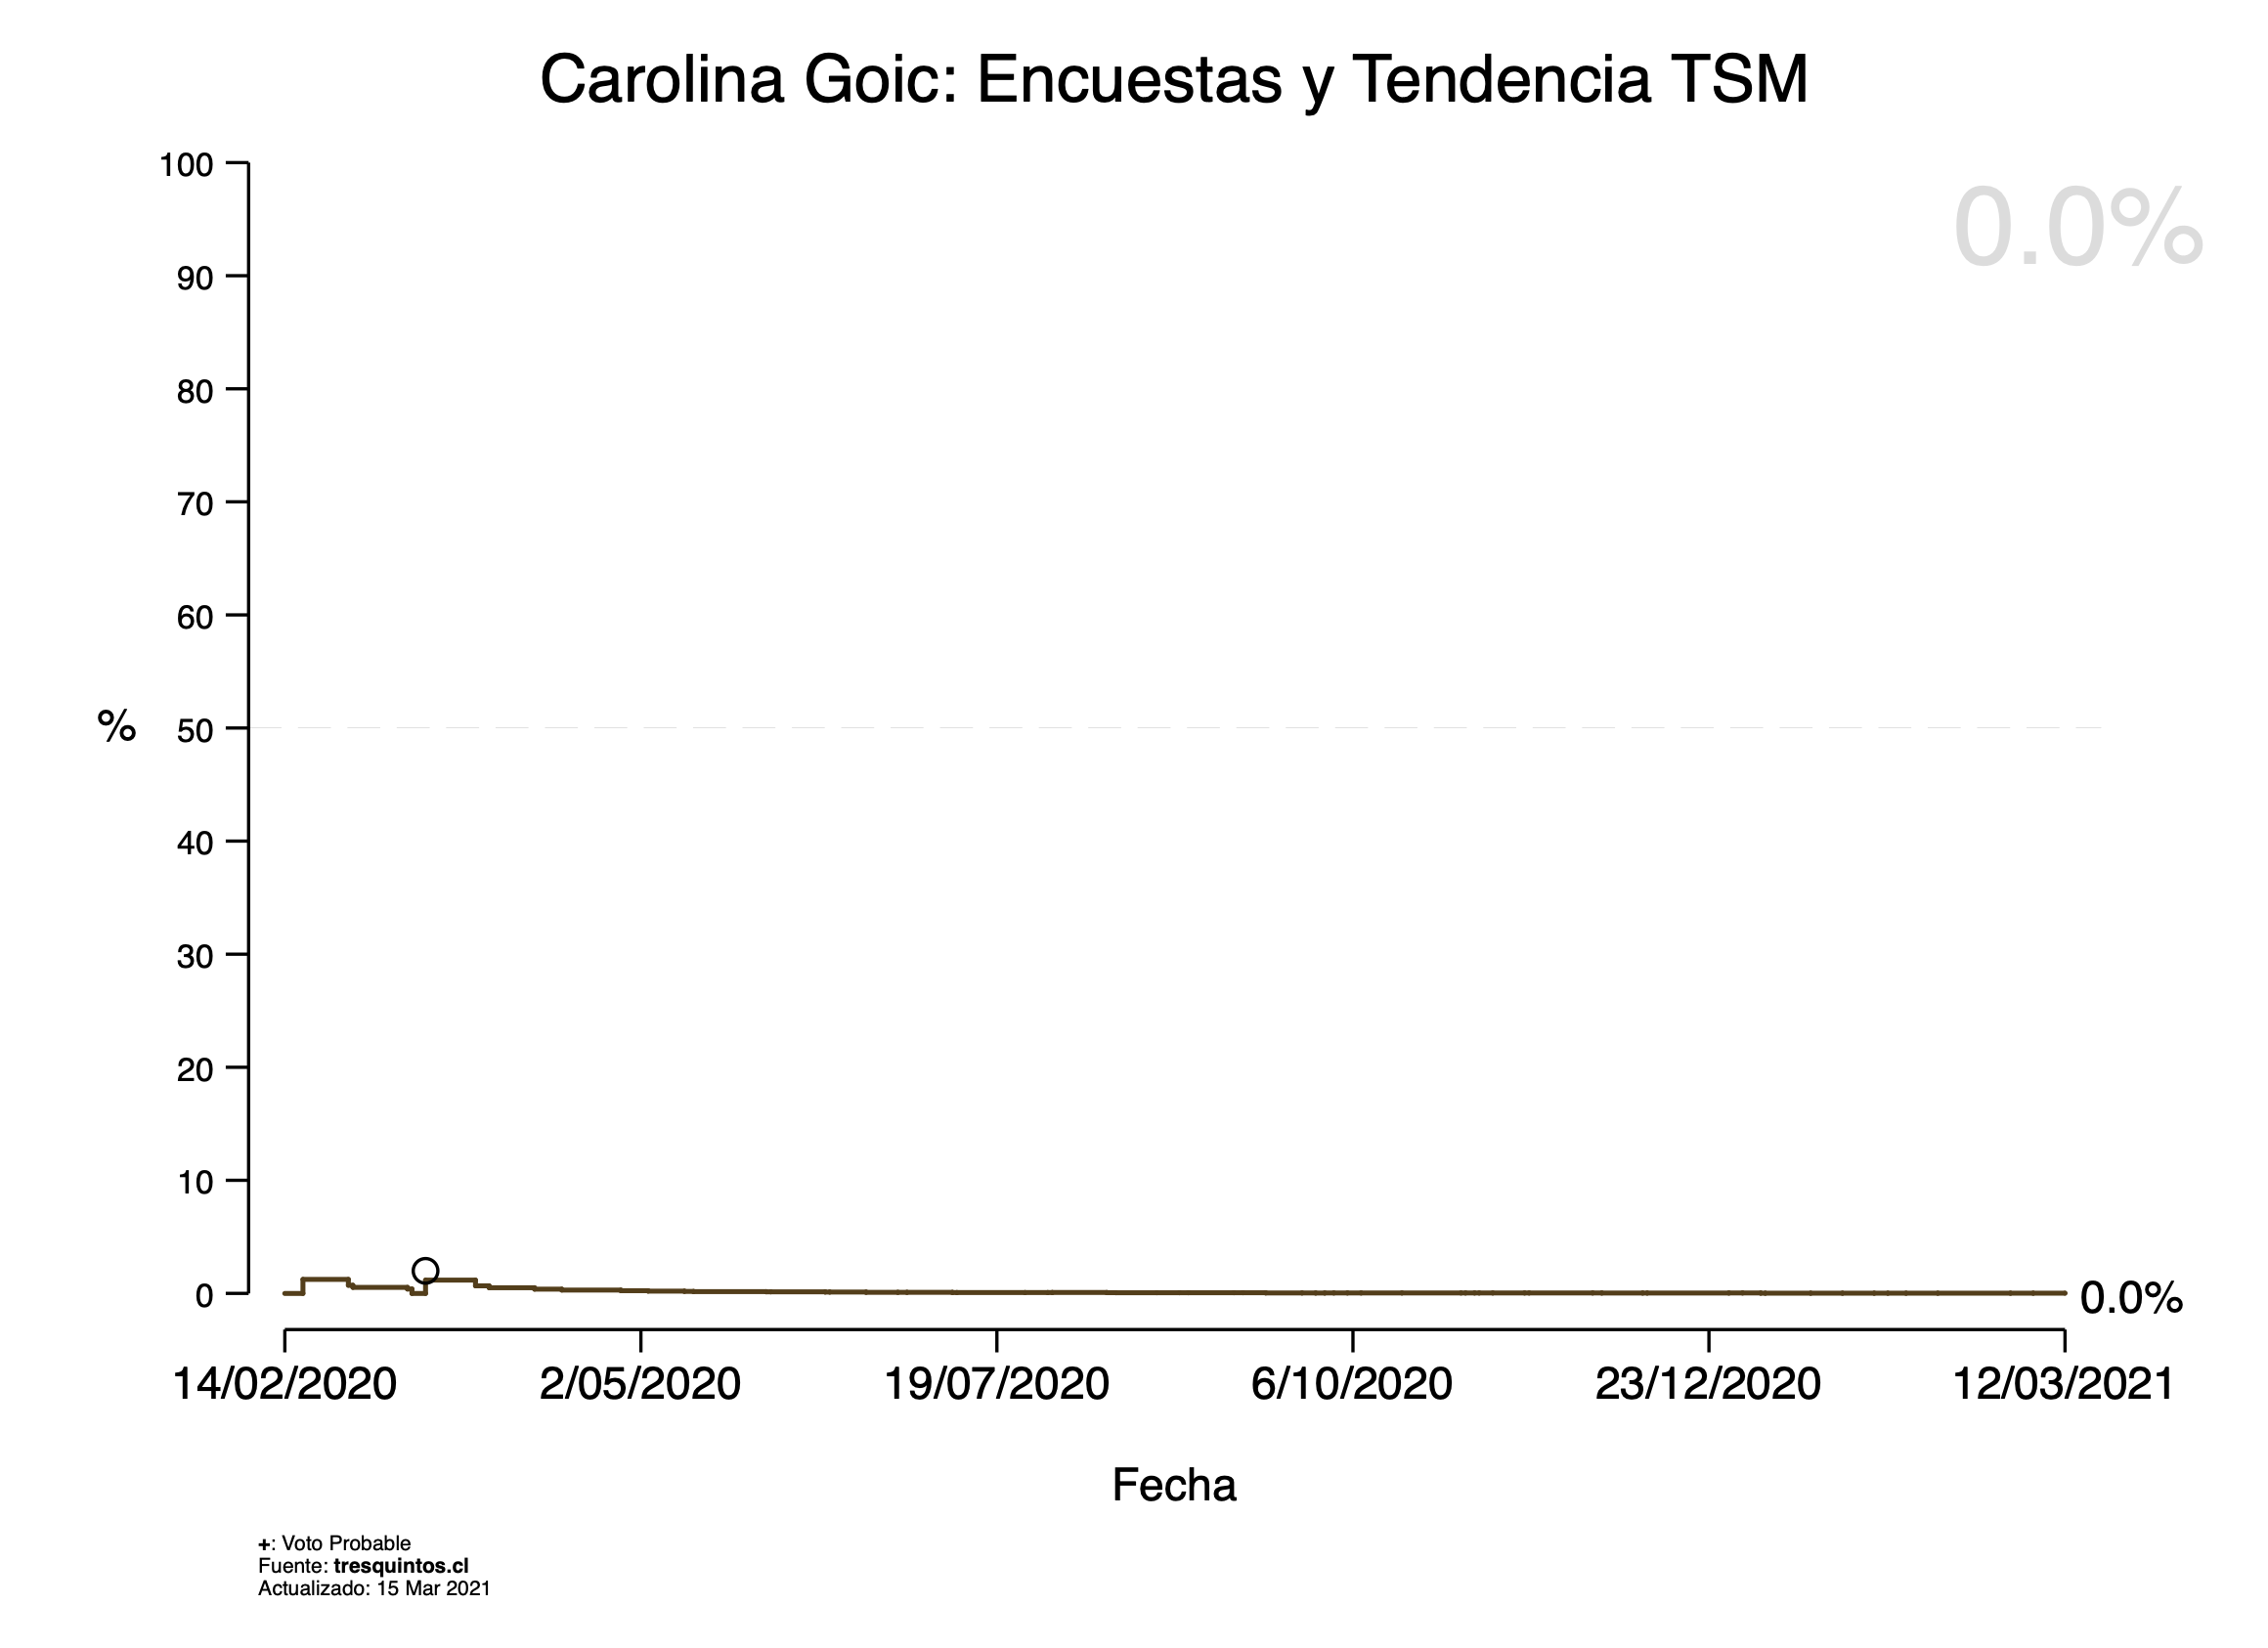 Carolina Goic: Encuestas y Tendencia TSM
0.0%
100
90
80
70
60
% 50
40
30
20
10
0
0.0%
14/02/2020 2/05/2020 19/07/2020 6/10/2020 23/12/2020 12/03/2021
Fecha
+: Voto Probable
Fuente: tresquintos.cl
Actualizado: 15 Mar 2021